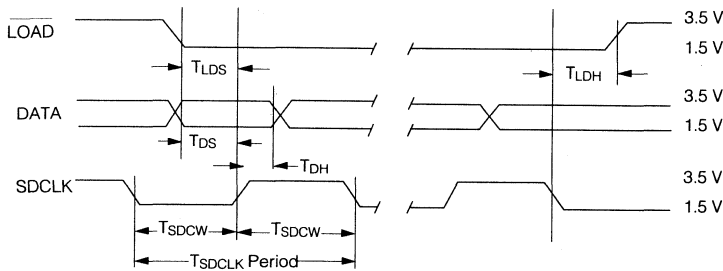 3.5 V
LOAD
1.5 V
TLDS
TLDH
3.5 V
DATA
1.5 V
TDS
TDH
SDCLK
3.5 V
1.5 V
TSDCW
TSDCW
TSDCLK Period